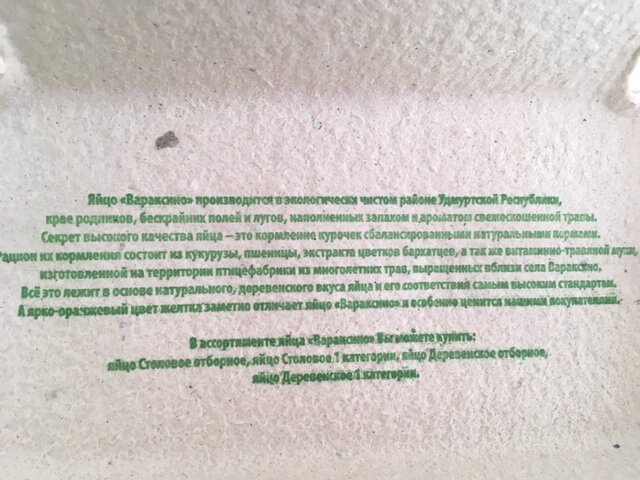 Яйцо «Вараксино» производится в экологически чистом районе Удмуртской Республики,
крае родников, бескрайних полей и лугов, наполненных запахом и ароматом свежескошенной травы.
Секрет высокого качества яйца – это кормление курочек сбалансированными натуральными кормами.
Рацион их кормления состоит из кукурузы, пшеницы, экстракта цветков бархатцев, а так же витаминно-травяной муки,
изготовленной на территории птицефабрики из многолетних трав, выращенных вблизи села Вараксино.
Всё это лежит в основе натурального, деревенского вкуса яйца и его соответствия самым высоким стандартам.
А ярко-оранжевый цвет желтка заметно отличает яйцо «Вараксино» и особенно ценится нашими покупателями.
В ассортименте яйца «Вараксино» Вы можете купить:
яйцо Столовое отборное, яйцо Столовое 1 категории, яйцо Деревенское отборное,
яйцо Деревенское 1 категории.